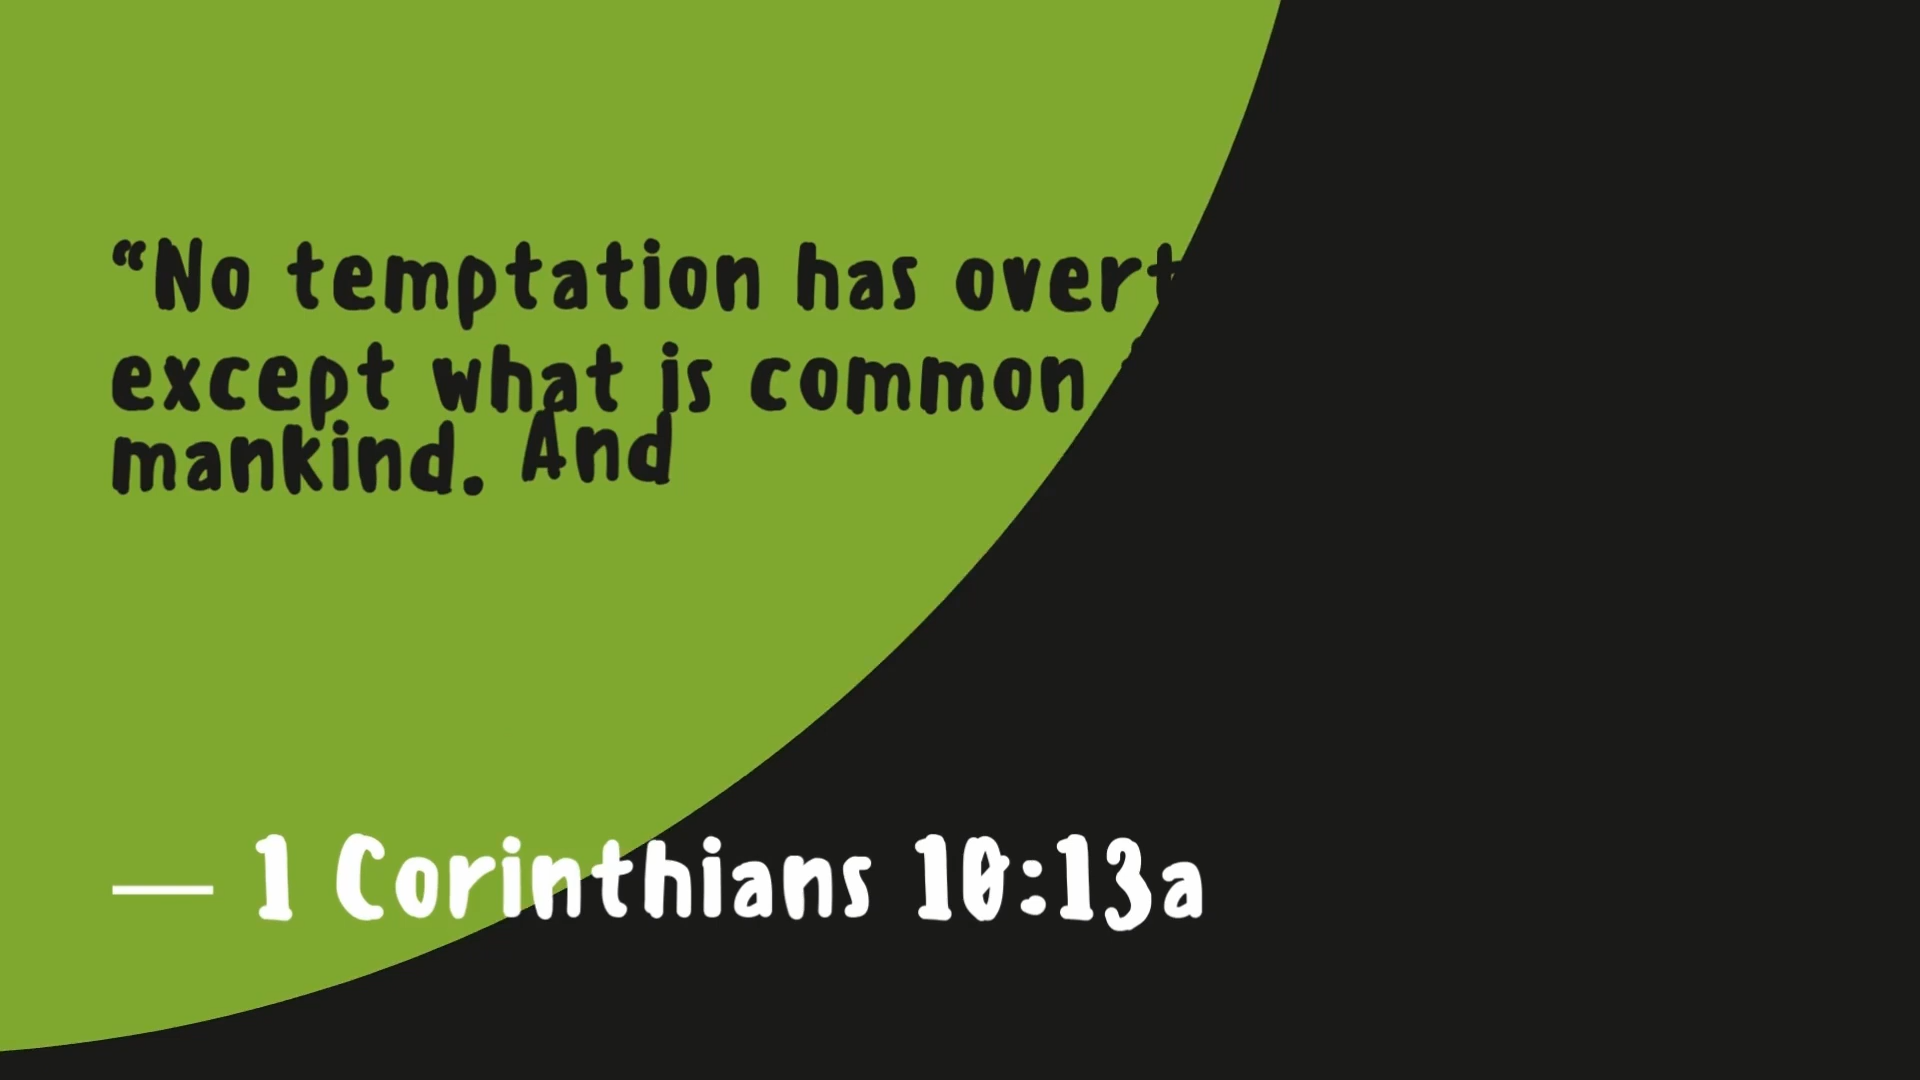 “No temptation has overt
except what is common
mankind. And
— 1 Corinthians 10:13a